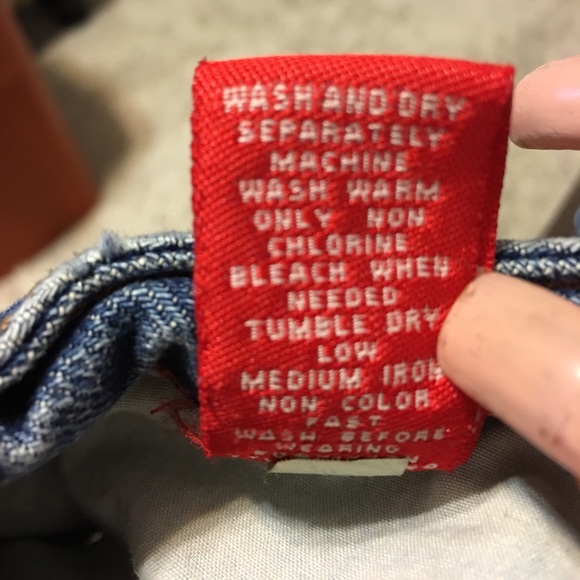 WASH AND DRY
SEPARATELY
MACHINE
WASH WARM
ONLY NON
CHLORINE
BLEACH WHEN
NEEDED
TUMBLE DRY
LOW
MEDIUM IRON
NON COLOR
FAST
WASH BEFORE
WEARING